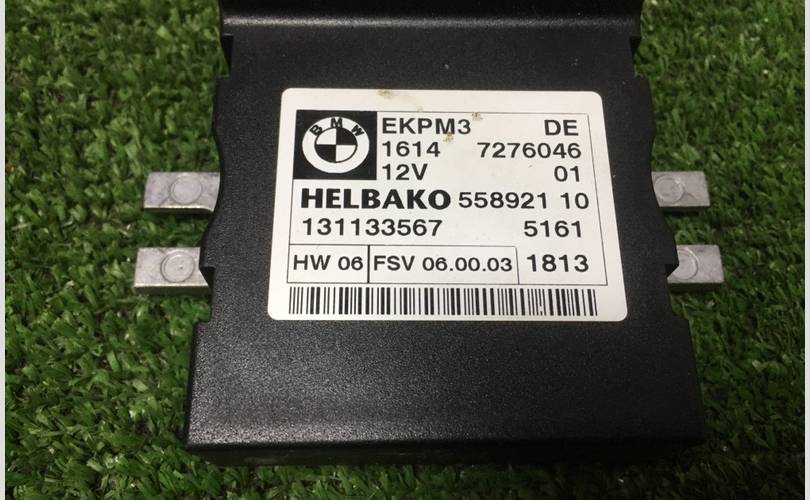 BMW
EKPM3 DE
1614 7276046
12V 01
HELBAKO 558921 10
131133567 5161
HW 06 FSV 06.00.03 1813